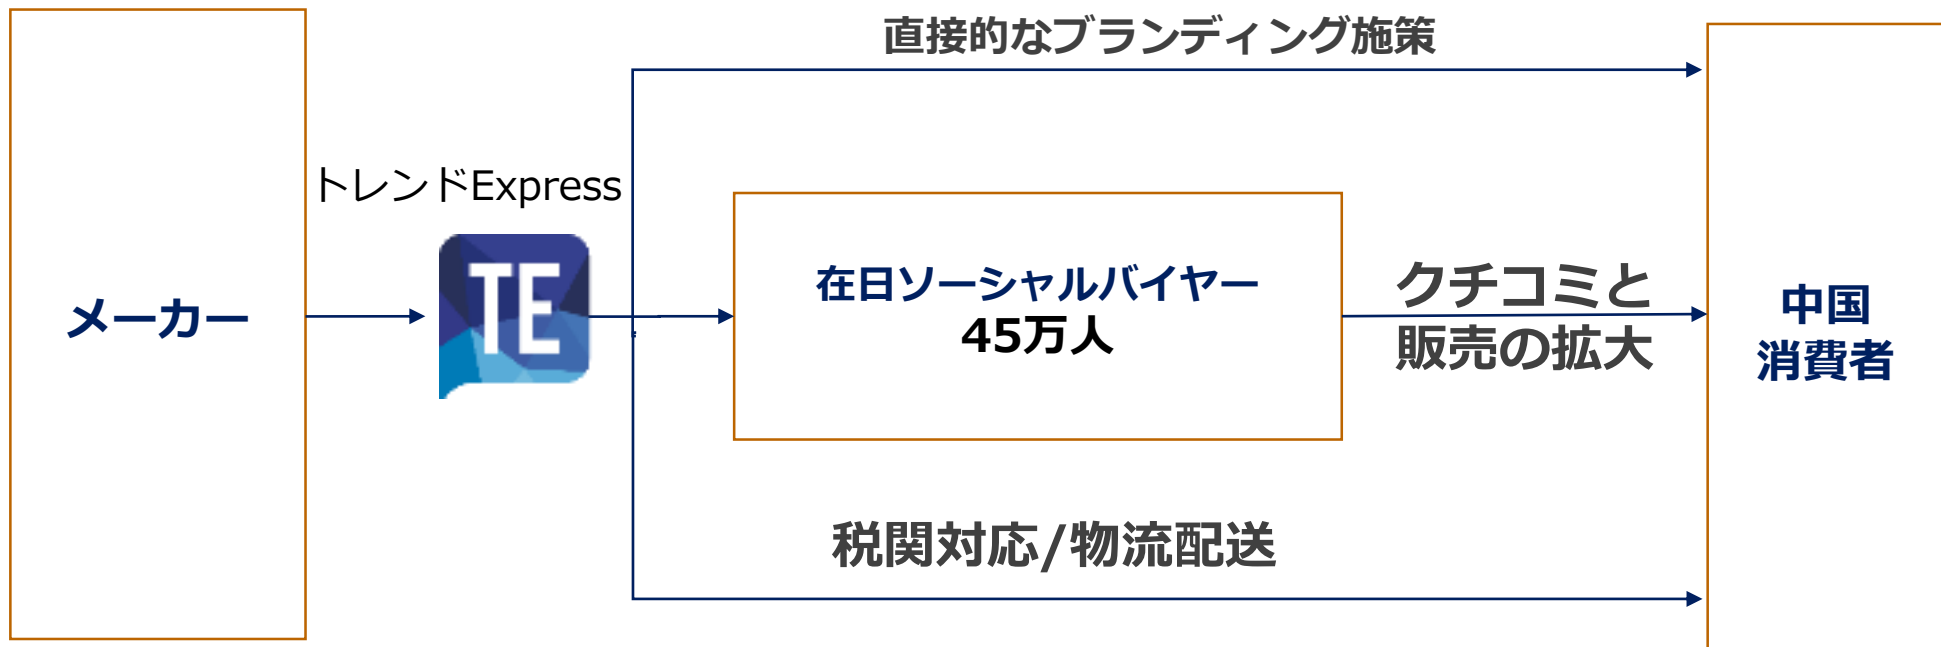 直接的なブランディング施策
トレンドExpress
TE
メーカー
在日ソーシャルバイヤー
45万人
クチコミと
販売の拡大
中国
消費者
税関対応/物流配送